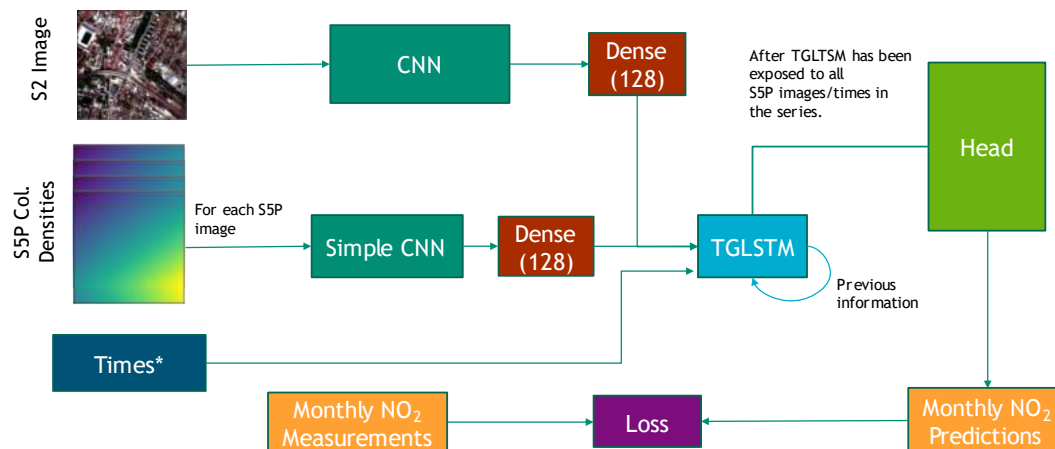 S2 Image
CNN
Dense
(128)
After TGLTSM has been
exposed to all
S5P images/times in
the series.
Head
S5P Col.
Densities
For each S5P
image
Simple CNN
Dense
(128)
TGLSTM
Previous
information
Times*
Monthly NO₂
Measurements
Loss
Monthly NO₂
Predictions